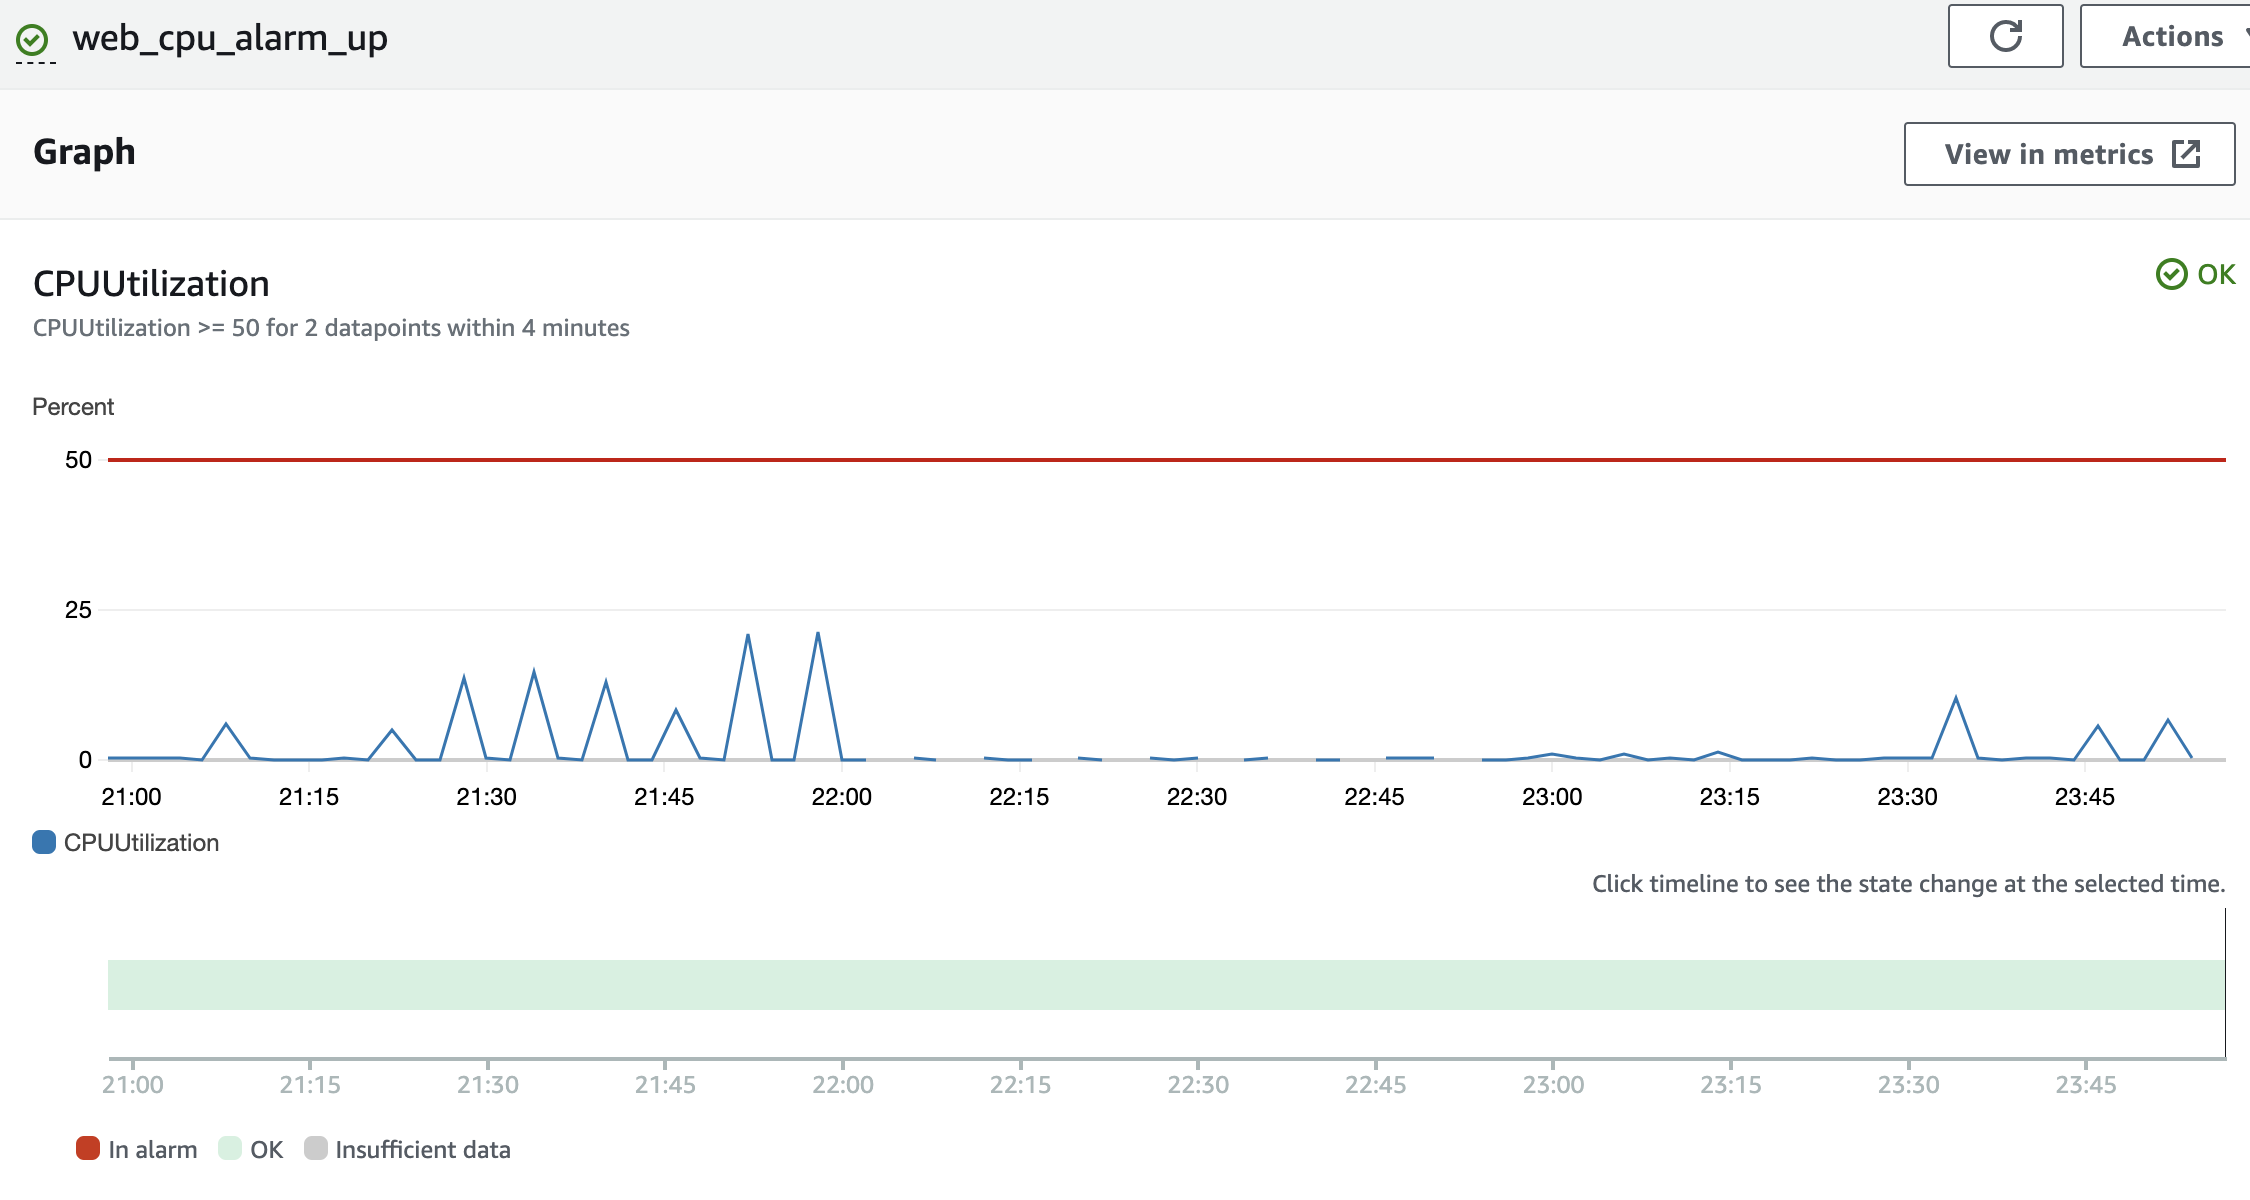 web_cpu_alarm_up
Actions
Graph
View in metrics
CPUUtilization
OK
CPUUtilization >= 50 for 2 datapoints within 4 minutes
Percent
50
25
0
21:00 21:15 21:30 21:45 22:00 22:15 22:30 22:45 23:00 23:15 23:30 23:45
CPUUtilization
Click timeline to see the state change at the selected time.
21:00 21:15 21:30 21:45 22:00 22:15 22:30 22:45 23:00 23:15 23:30 23:45
In alarm OK Insufficient data